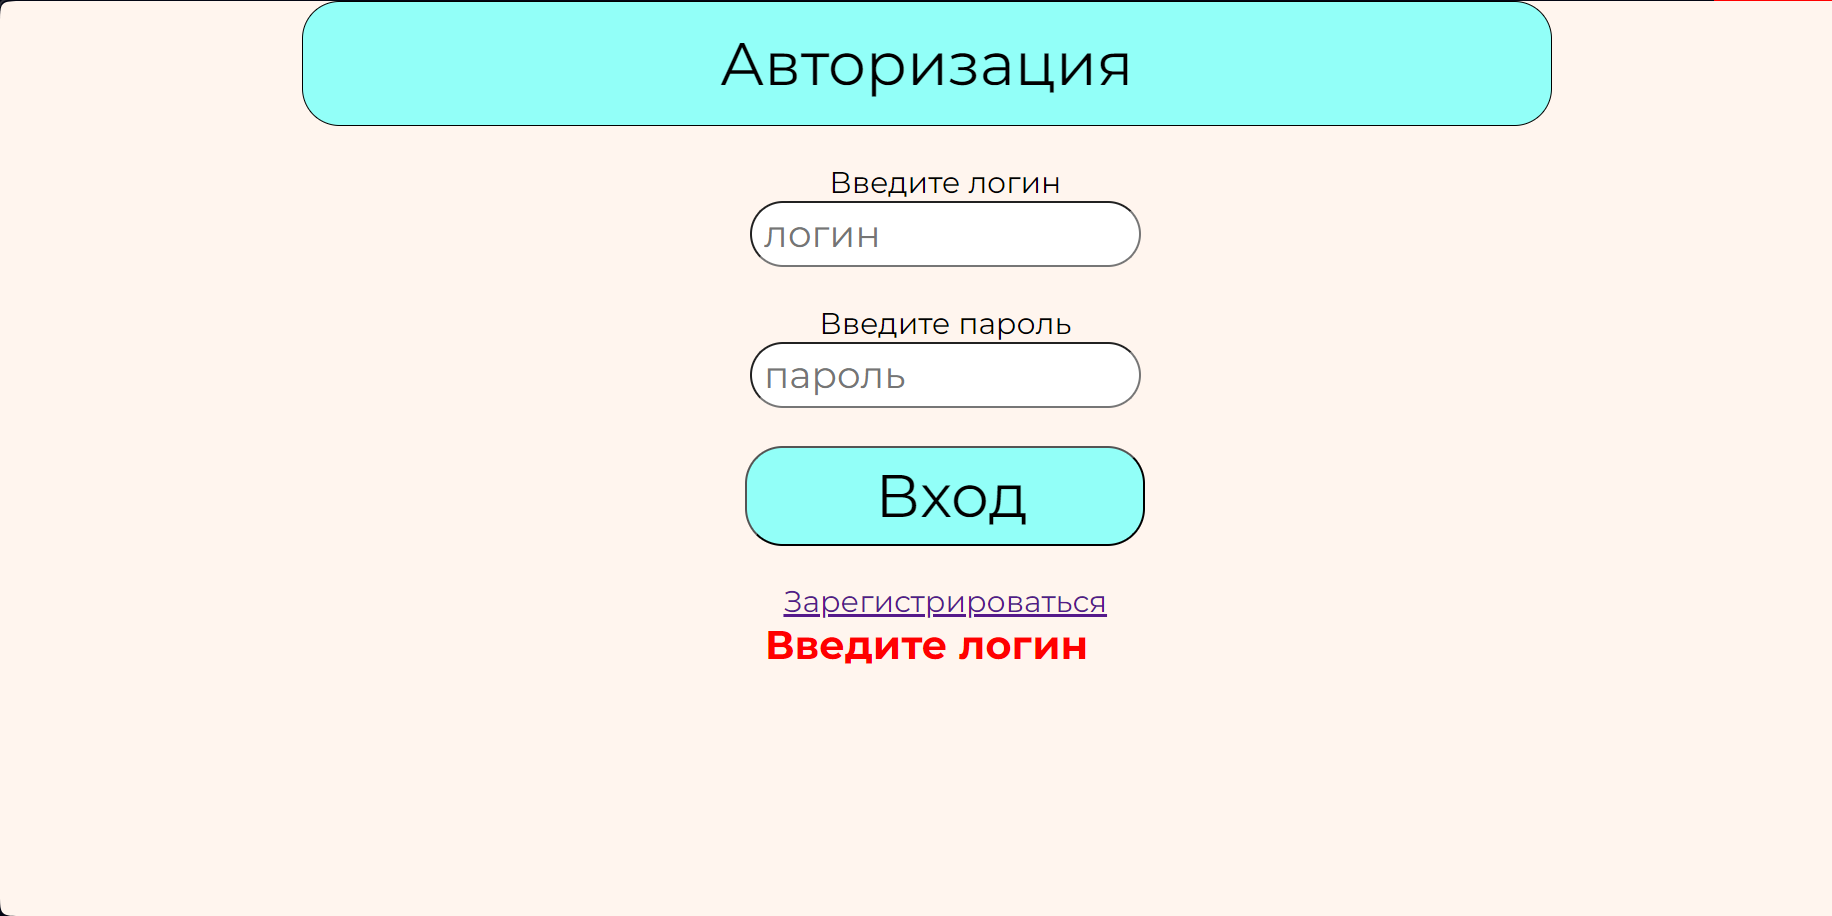 Авторизация
Введите логин
логин
Введите пароль
пароль
Вход
Зарегистрироваться
Введите логин